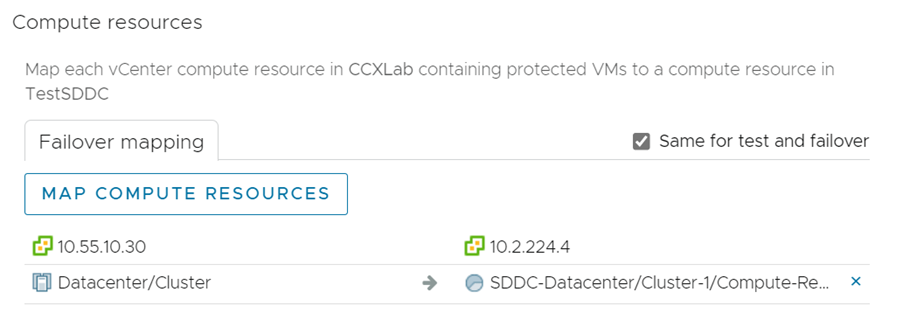 Compute resources
Map each vCenter compute resource in CCXLab containing protected VMs to a compute resource in
TestSDDC
Failover mapping
Same for test and failover
MAP COMPUTE RESOURCES
10.55.10.30
10.2.224.4
Datacenter/Cluster
SDDC-Datacenter/Cluster-1/Compute-Re...